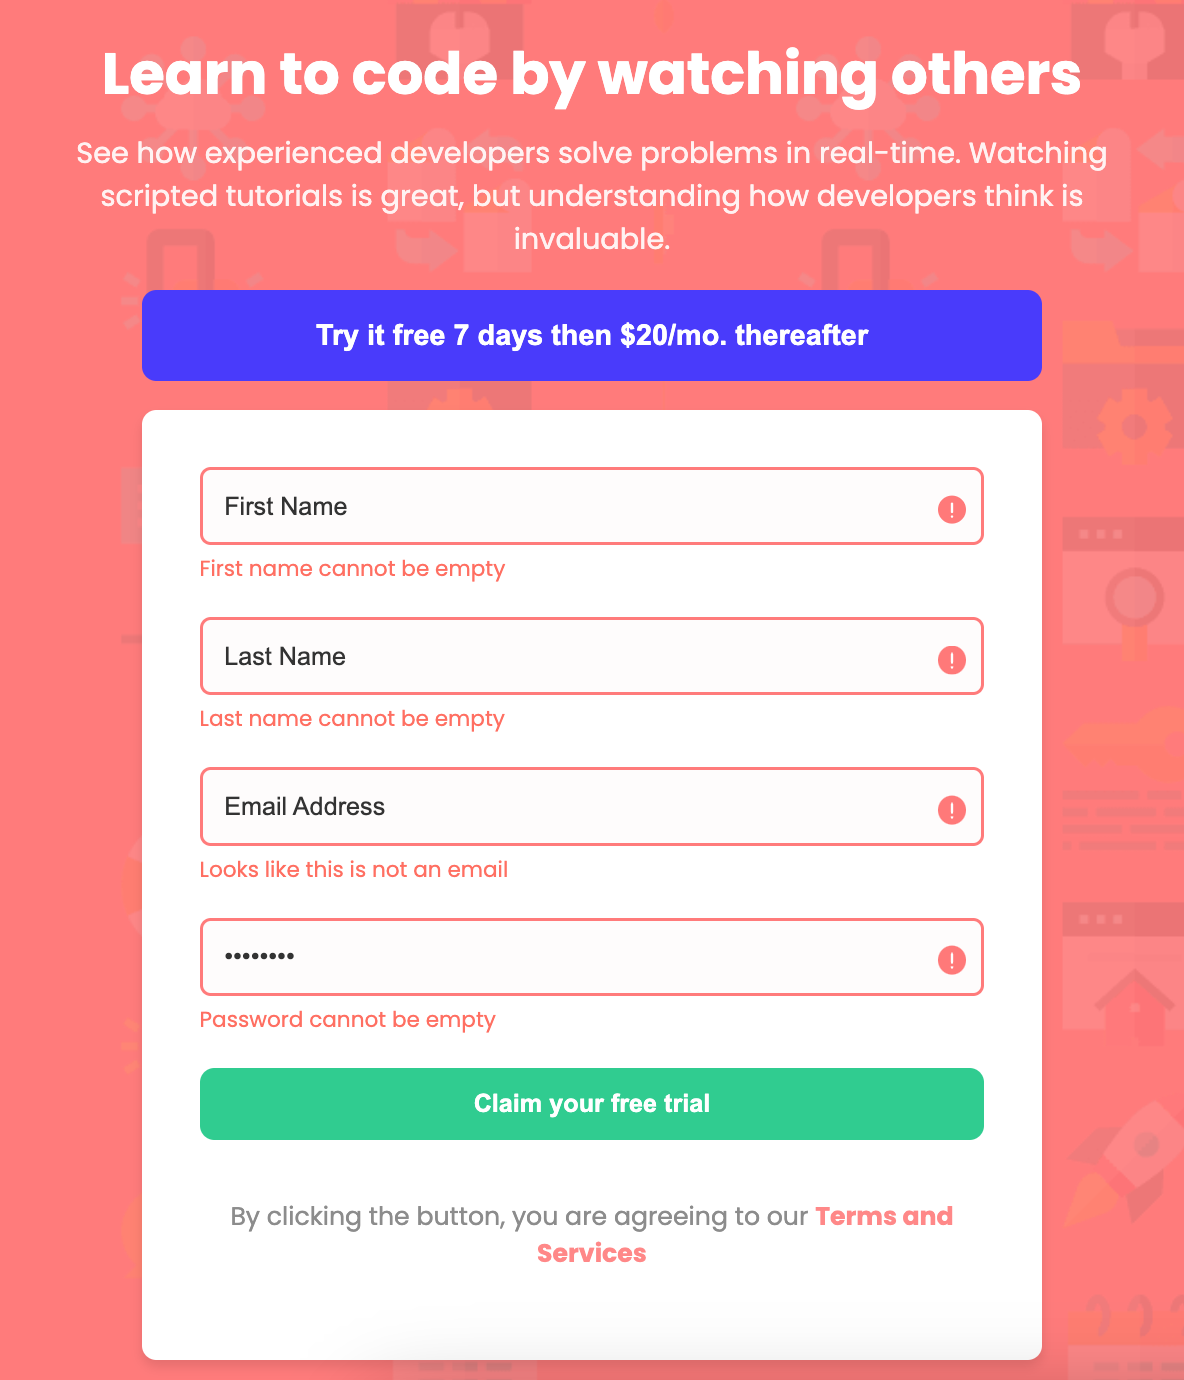 Learn to code by watching others
See how experienced developers solve problems in real-time. Watching
scripted tutorials is great, but understanding how developers think is
invaluable.
Try it free 7 days then $20/mo. thereafter
First Name
!
First name cannot be empty
Last Name
!
Last name cannot be empty
Email Address
!
Looks like this is not an email
••••••••
!
Password cannot be empty
Claim your free trial
By clicking the button, you are agreeing to our Terms and
Services